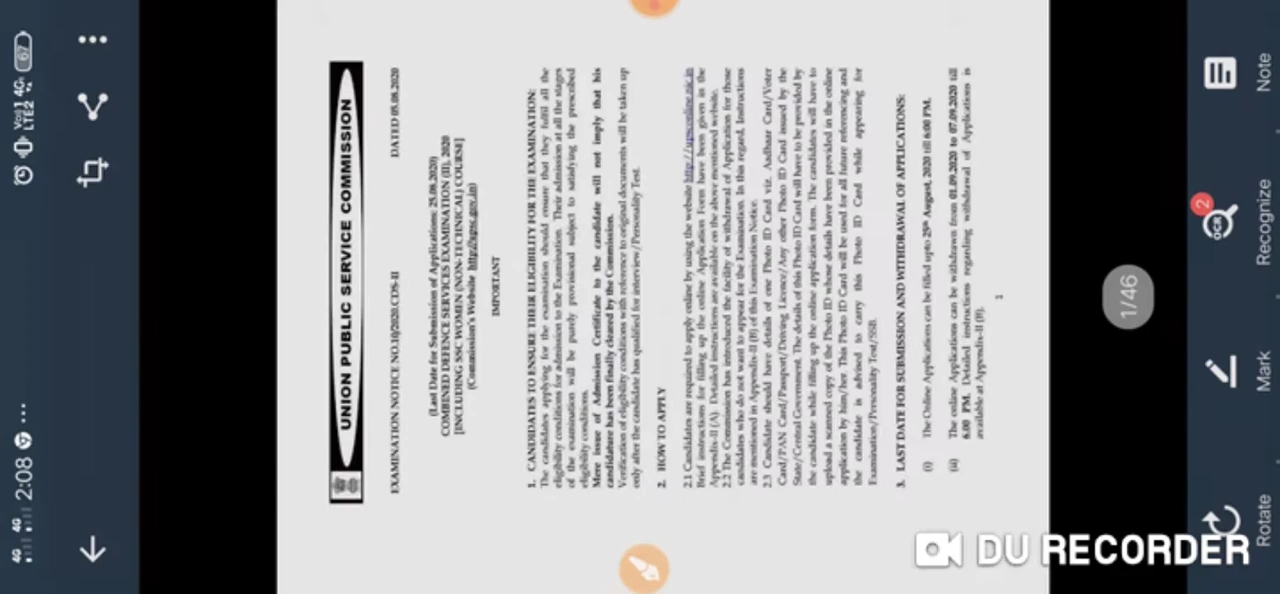 2:08
4G 4G
Vo)) 4G
LTE2
67
UNION PUBLIC SERVICE COMMISSION
EXAMINATION NOTICE NO.10/2020.CDS-II DATED 05.08.2020
(Last Date for Submission of Applications: 25.08.2020)
COMBINED DEFENCE SERVICES EXAMINATION (II), 2020
[INCLUDING SSC WOMEN (NON-TECHNICAL) COURSE]
(Commission's Website http://upsc.gov.in)
IMPORTANT
1. CANDIDATES TO ENSURE THEIR ELIGIBILITY FOR THE EXAMINATION:
The candidates applying for the examination should ensure that they fulfil all the
eligibility conditions for admission to the Examination. Their admission at all the stages
of the examination will be purely provisional subject to satisfying the prescribed
eligibility conditions.
Mere issue of Admission Certificate to the candidate will not imply that his
candidature has been finally cleared by the Commission.
Verification of eligibility conditions with reference to original documents will be taken up
only after the candidate has qualified for interview/Personality Test.
2. HOW TO APPLY
2.1 Candidates are required to apply online by using the website http://upsconline.nic.in
Brief instructions for filling up the online Application Form have been given in the
Appendix-II (A). Detailed instructions are available on the above mentioned website.
2.2 The Commission has introduced the facility of withdrawal of Application for those
candidates who do not want to appear for the Examination. In this regard, Instructions
are mentioned in Appendix-II (B) of this Examination Notice.
2.3 Candidate should have details of one Photo ID Card viz. Aadhaar Card/Voter
Card/PAN Card/Passport/Driving Licence/Any other Photo ID Card issued by the
State/Central Government. The details of this Photo ID Card will have to be provided by
the candidate while filling up the online application form. The candidates will have to
upload a scanned copy of the Photo ID whose details have been provided in the online
application by him/her. This Photo ID Card will be used for all future referencing and
the candidate is advised to carry this Photo ID Card while appearing for
Examination/Personality Test/SSB.
3. LAST DATE FOR SUBMISSION AND WITHDRAWAL OF APPLICATIONS:
(i) The Online Applications can be filled upto 25th August, 2020 till 6:00 PM.
(ii) The online Applications can be withdrawn from 01.09.2020 to 07.09.2020 till
6.00 PM. Detailed instructions regarding withdrawal of Applications is
available at Appendix-II (B).
1
1/46
Rotate
Mark
OCR
2
Recognize
Note
DU RECORDER